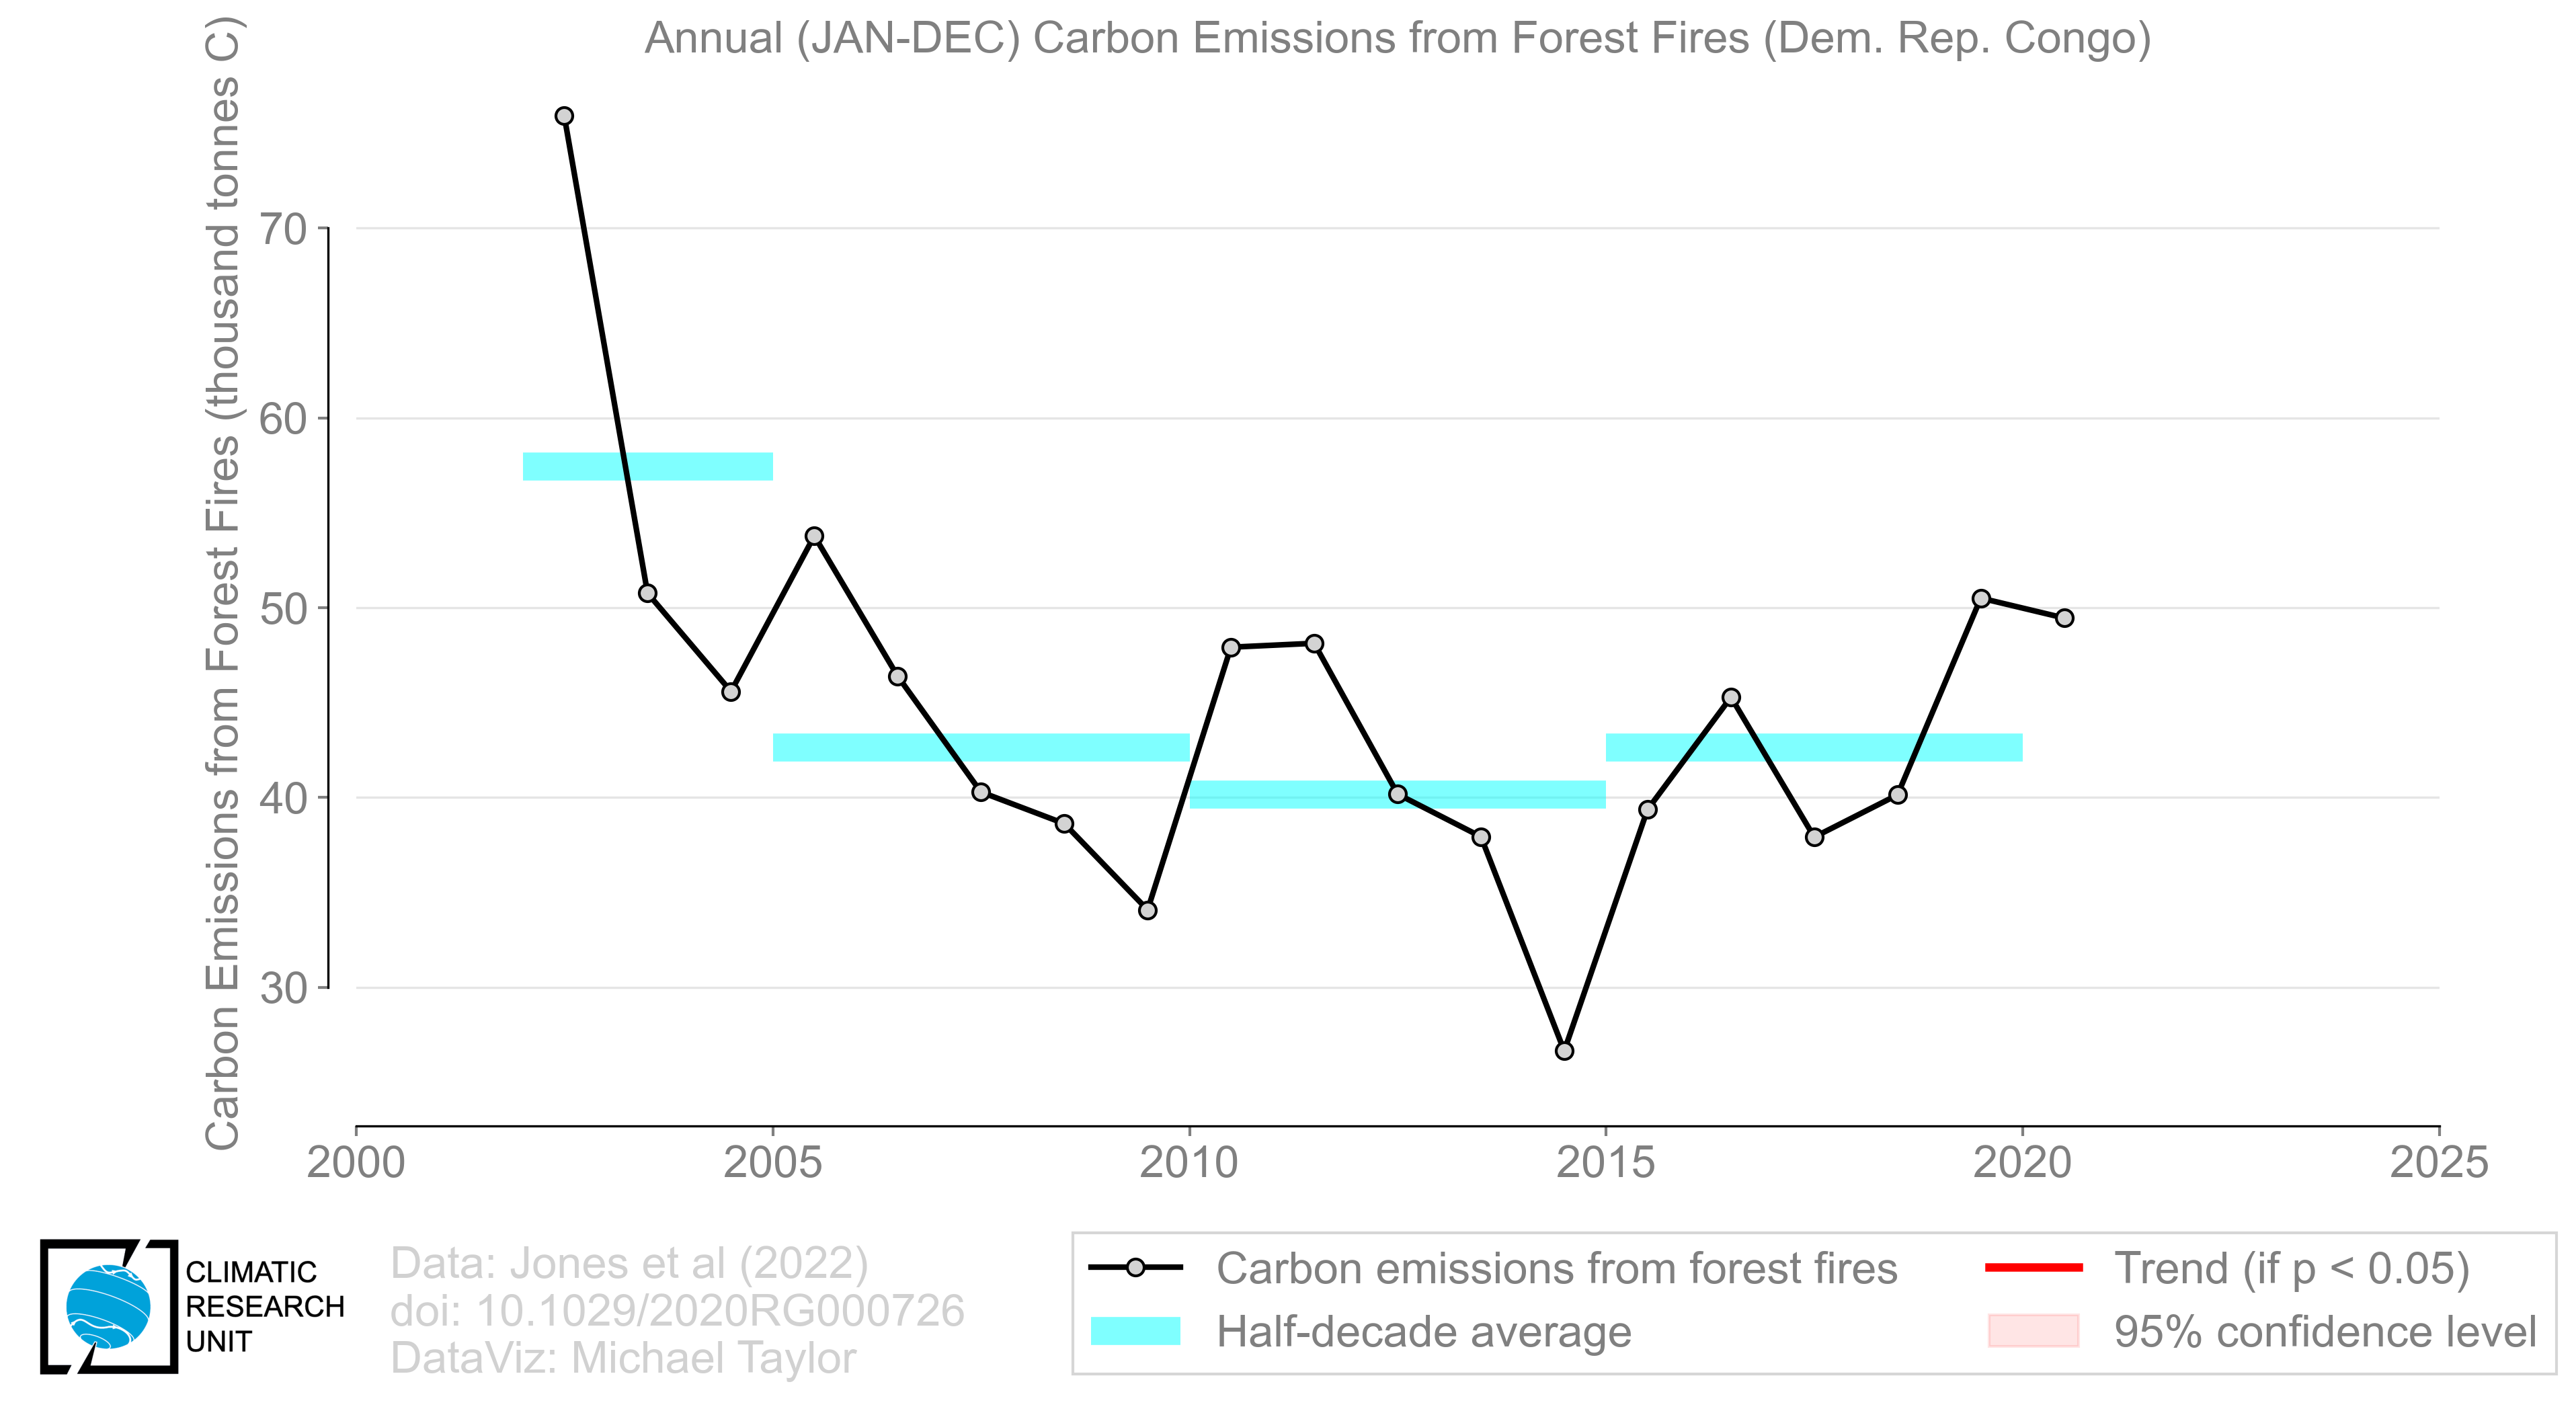 Annual (JAN-DEC) Carbon Emissions from Forest Fires (Dem. Rep. Congo)
Carbon Emissions from Forest Fires (thousand tonnes C)
70
60
50
40
30
2000 2005 2010 2015 2020 2025
CLIMATIC
RESEARCH
UNIT
Data: Jones et al (2022)
doi: 10.1029/2020RG000726
DataViz: Michael Taylor
Carbon emissions from forest fires
Half-decade average
Trend (if p < 0.05)
95% confidence level